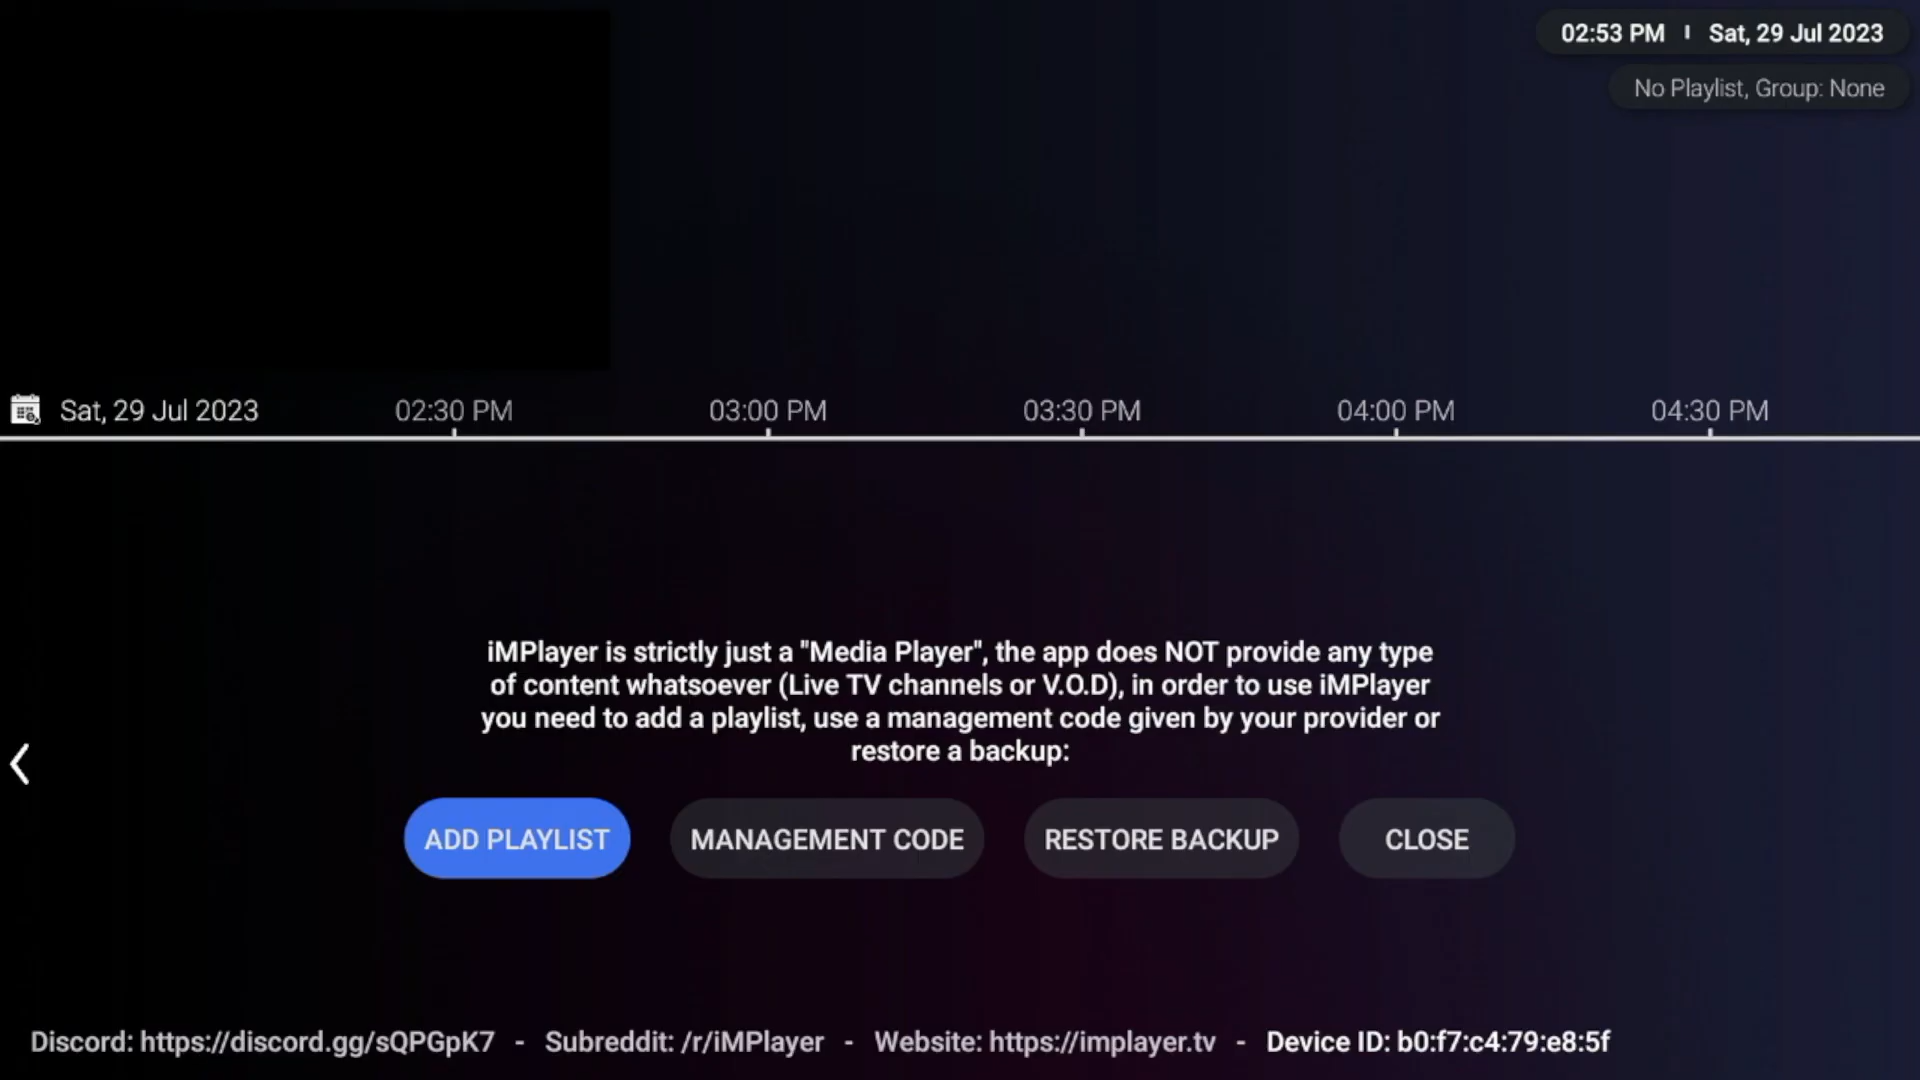 02:53 PM | Sat, 29 Jul 2023
No Playlist, Group: None
Sat, 29 Jul 2023 02:30 PM 03:00 PM 03:30 PM 04:00 PM 04:30 PM
iMPlayer is strictly just a "Media Player", the app does NOT provide any type
of content whatsoever (Live TV channels or V.O.D), in order to use iMPlayer
you need to add a playlist, use a management code given by your provider or
restore a backup:
ADD PLAYLIST MANAGEMENT CODE RESTORE BACKUP CLOSE
Discord: https://discord.gg/sQPGpK7 - Subreddit: /r/iMPlayer - Website: https://implayer.tv - Device ID: b0:f7:c4:79:e8:5f